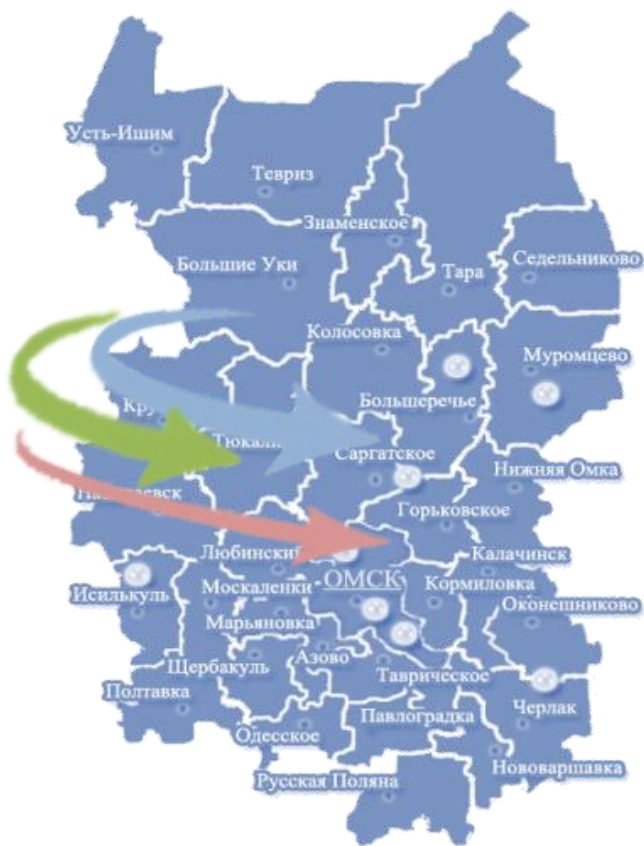 Усть-Ишим
Тевриз
Знаменское
Большие Уки
Седельниково
Тара
Колосовка
Муромцево
Большеречье
Саргатское
Нижняя Омка
Горьковское
Любинский
Калачинск
ОМСК
Исилькуль
Москаленки
Кормиловка
Оконешниково
Марьяновка
Азово
Щербакуль
Таврическое
Полтавка
Черлак
Павлоградка
Одесское
Нововаршавка
Русская Поляна